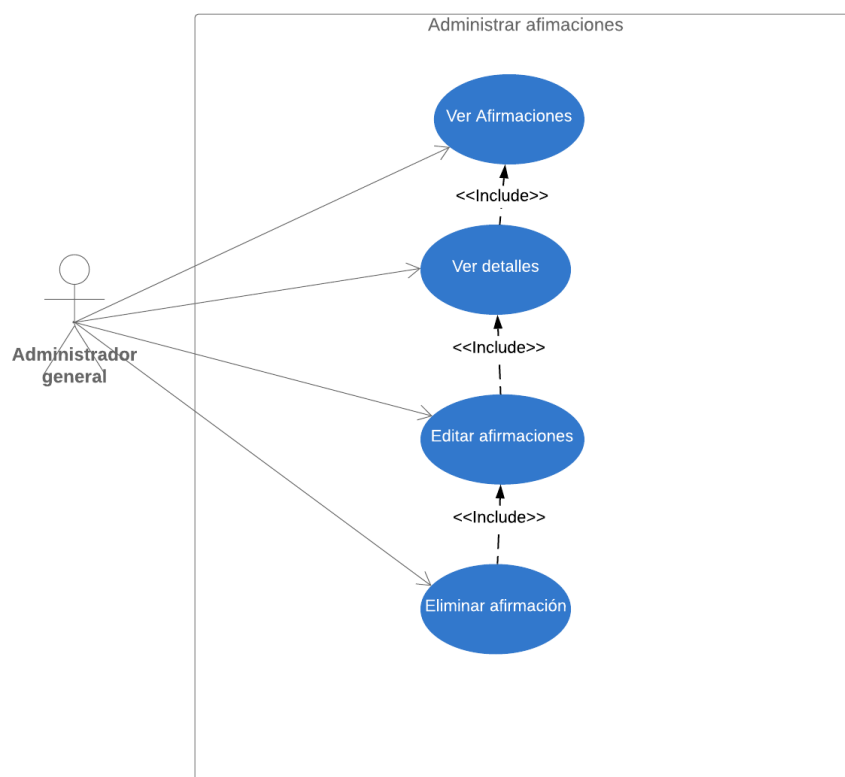 Administrar afimaciones
Ver Afirmaciones
<<Include>>
Ver detalles
<<Include>>
Administrador
general
Editar afirmaciones
<<Include>>
Eliminar afirmación